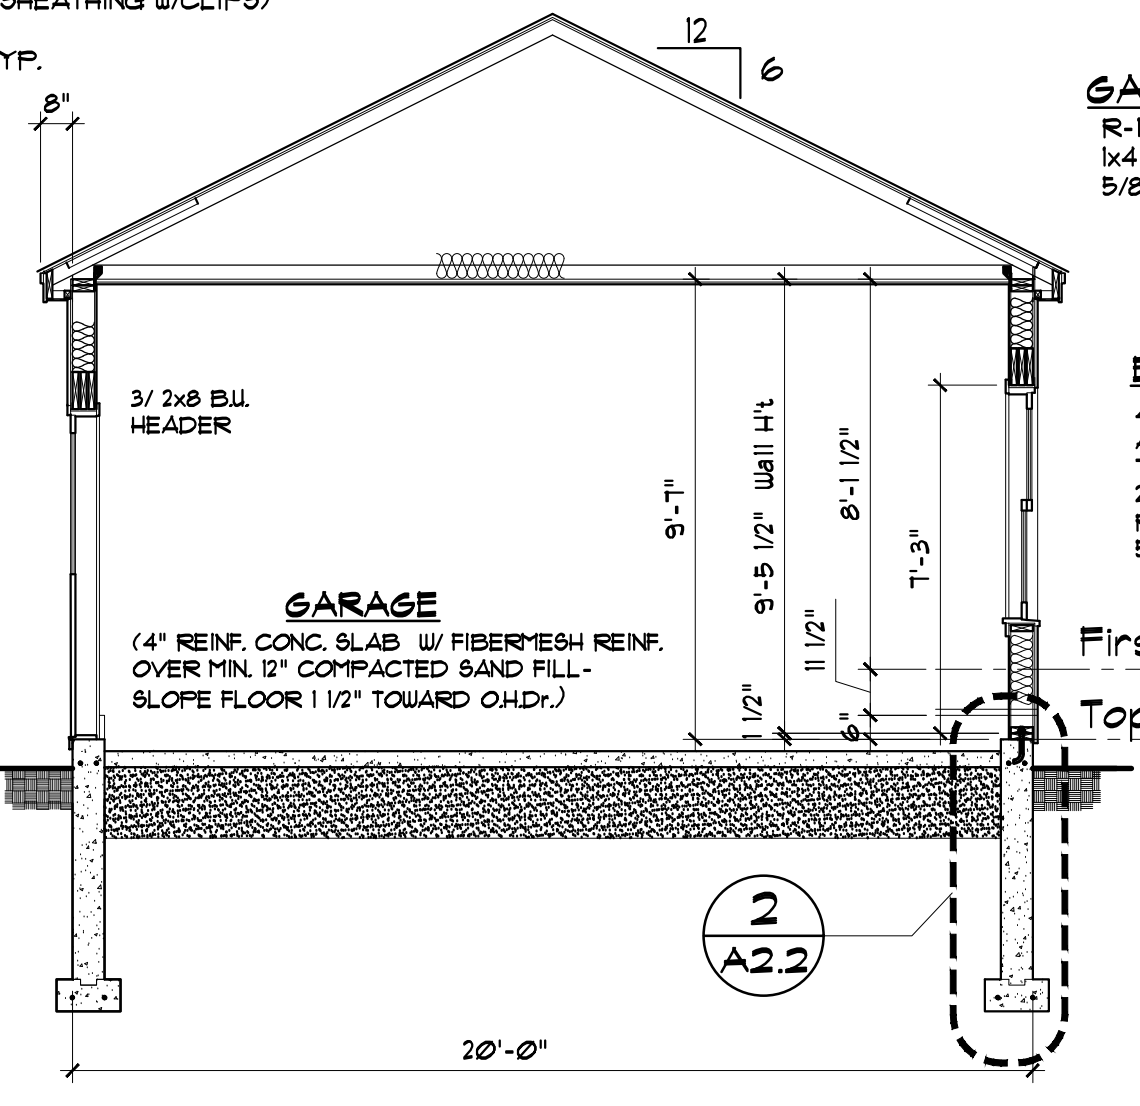 SHEATHING W/CLIPS)
YP.
8"
12
6
GA
R-1
1x4
5/8
3/ 2x8 B.U.
HEADER
9'-7"
9'-5 1/2" Wall H't
8'-1 1/2"
7'-3"
11 1/2"
1 1/2"
6"
GARAGE
(4" REINF. CONC. SLAB W/ FIBERMESH REINF.
OVER MIN. 12" COMPACTED SAND FILL-
SLOPE FLOOR 1 1/2" TOWARD O.H.Dr.)
Firs
Top
2
A2.2
20'-0"